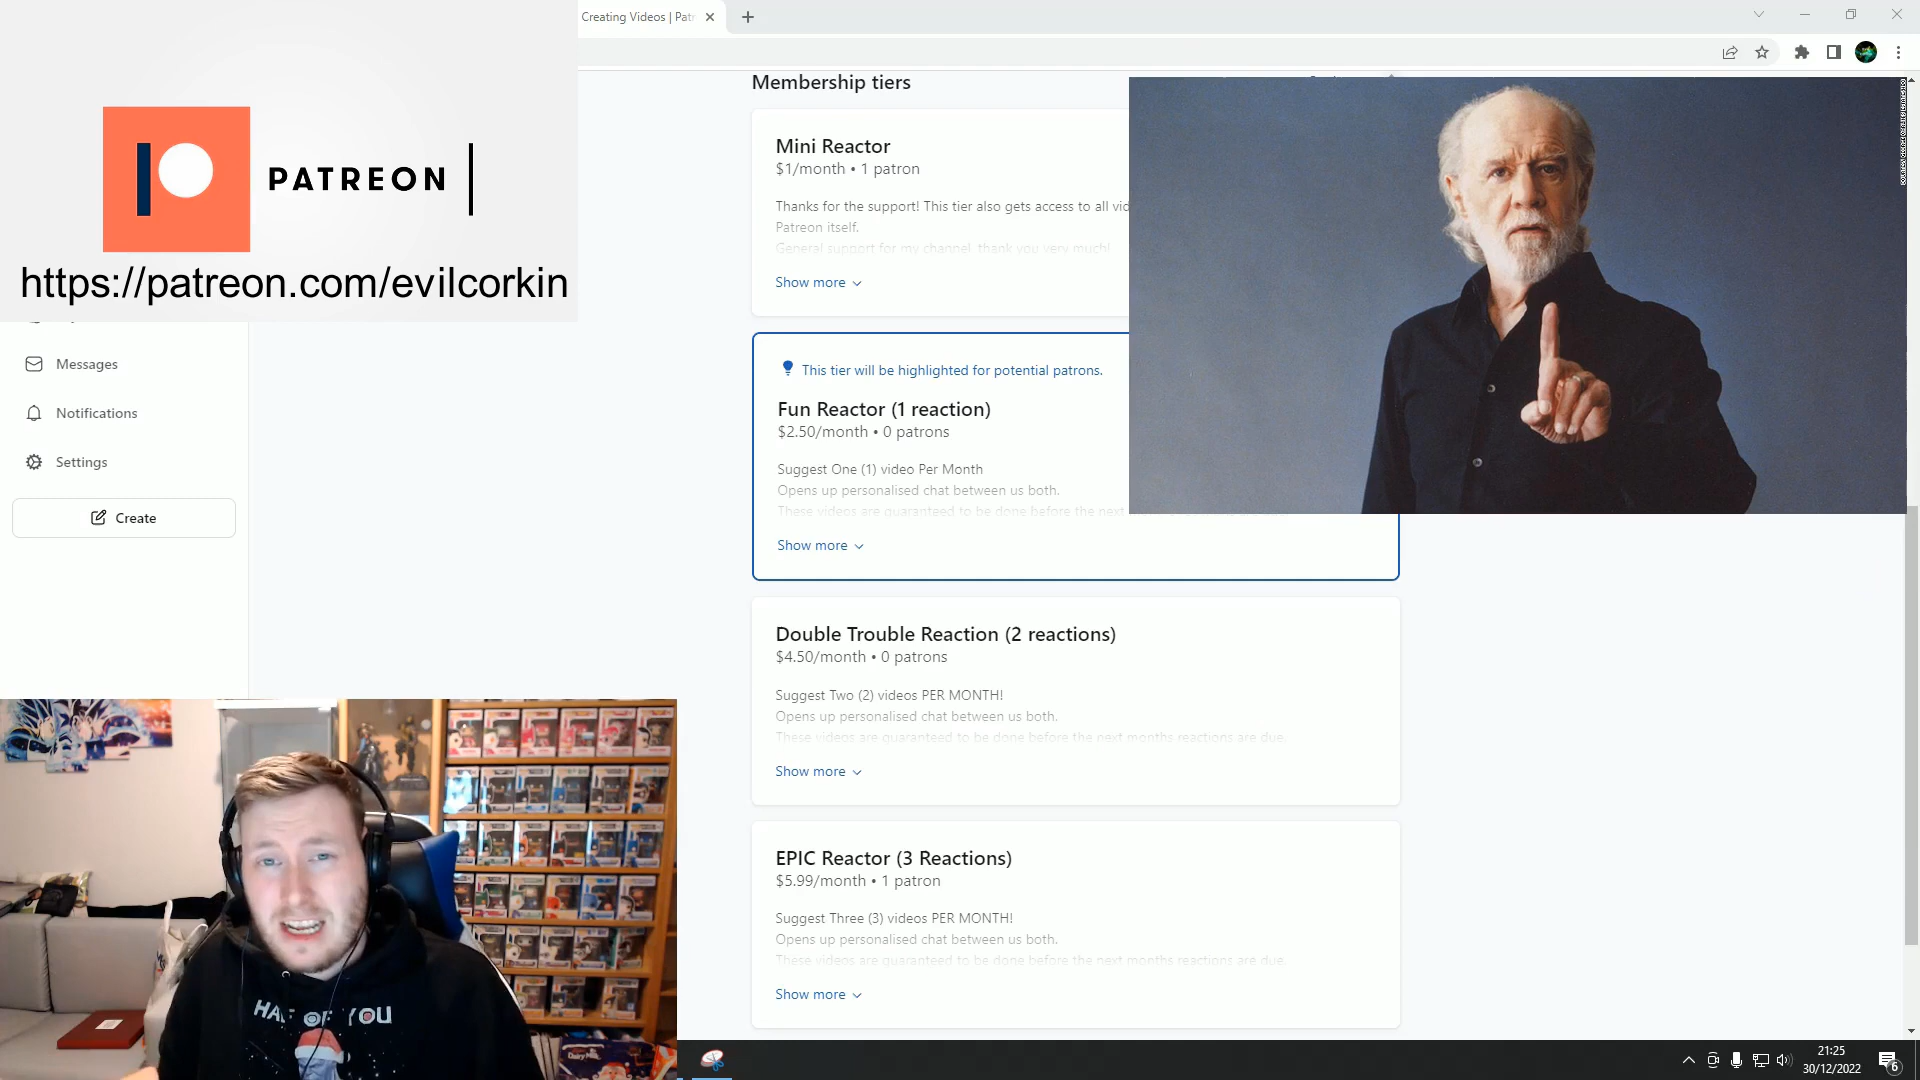 Creating Videos | Patr
PATREON
https://patreon.com/evilcorkin
Messages
Notifications
Settings
Create
Membership tiers
Mini Reactor
$1/month • 1 patron
Thanks for the support! This tier also gets access to all vid
Patreon itself.
General support for my channel, thank you very much!
Show more
This tier will be highlighted for potential patrons.
Fun Reactor (1 reaction)
$2.50/month • 0 patrons
Suggest One (1) video Per Month
Opens up personalised chat between us both.
These videos are guaranteed to be done before the next
Show more
Double Trouble Reaction (2 reactions)
$4.50/month • 0 patrons
Suggest Two (2) videos PER MONTH!
Opens up personalised chat between us both.
These videos are guaranteed to be done before the next months reactions are due.
Show more
EPIC Reactor (3 Reactions)
$5.99/month • 1 patron
Suggest Three (3) videos PER MONTH!
Opens up personalised chat between us both.
These videos are guaranteed to be done before the next months reactions are due.
Show more
HALF OF YOU
Dairy Milk
21:25
30/12/2022
6